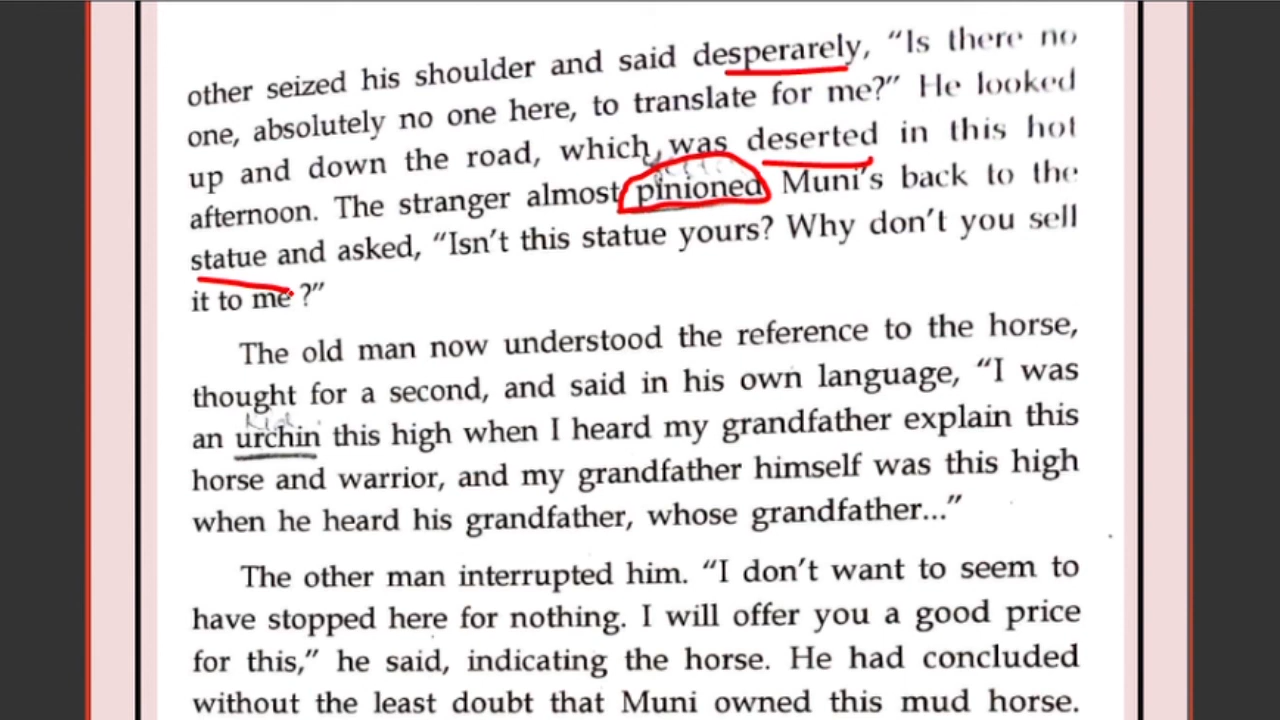 other seized his shoulder and said desperarely, “Is there no
one, absolutely no one here, to translate for me?” He looked
up and down the road, which was deserted in this hot
afternoon. The stranger almost pinioned Muni’s back to the
statue and asked, “Isn’t this statue yours? Why don’t you sell
it to me ?”
The old man now understood the reference to the horse,
thought for a second, and said in his own language, “I was
kid
an urchin this high when I heard my grandfather explain this
horse and warrior, and my grandfather himself was this high
when he heard his grandfather, whose grandfather...”
The other man interrupted him. “I don’t want to seem to
have stopped here for nothing. I will offer you a good price
for this,” he said, indicating the horse. He had concluded
without the least doubt that Muni owned this mud horse.